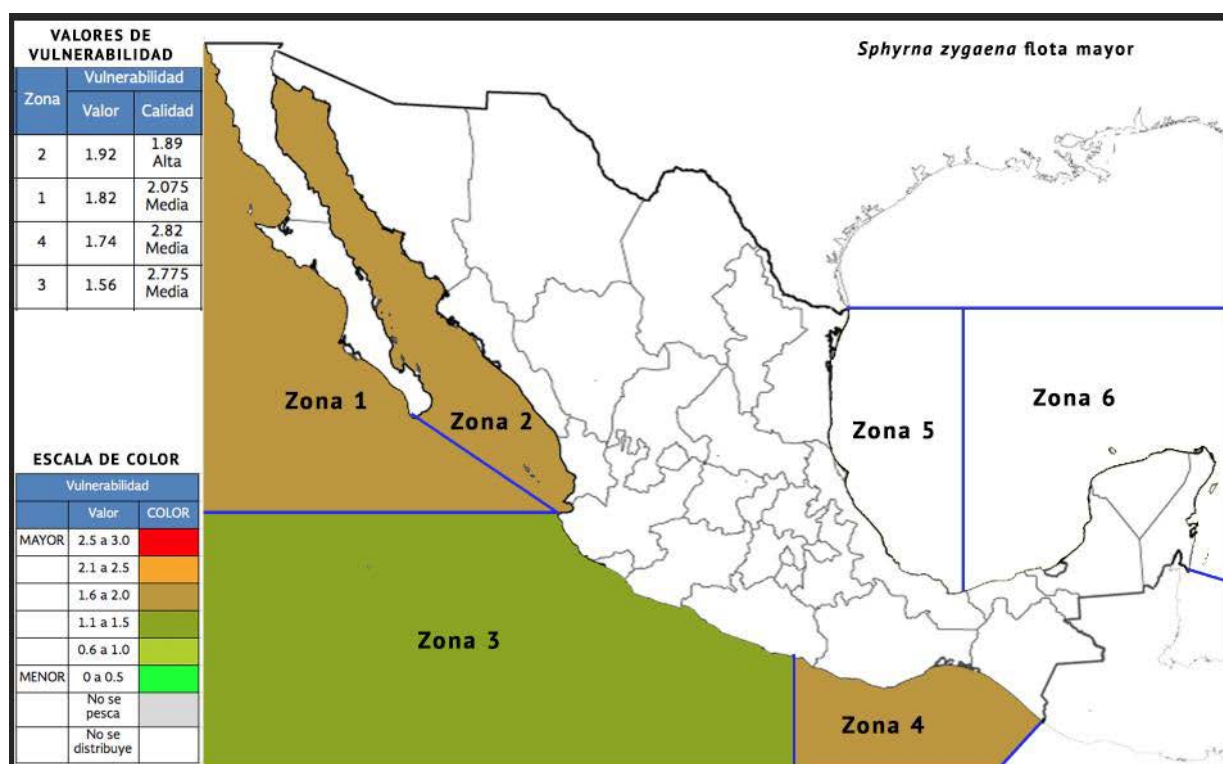 VALORES DE
VULNERABILIDAD
Zona Vulnerabilidad
Valor Calidad
2 1.92 1.89
Alta
1 1.82 2.075
Media
4 1.74 2.82
Media
3 1.56 2.775
Media
Sphyrna zygaena flota mayor
Zona 1
Zona 2
Zona 5
Zona 6
Zona 3
Zona 4
ESCALA DE COLOR
Vulnerabilidad
Valor COLOR
MAYOR 2.5 a 3.0
2.1 a 2.5
1.6 a 2.0
1.1 a 1.5
0.6 a 1.0
MENOR 0 a 0.5
No se
pesca
No se
distribuye